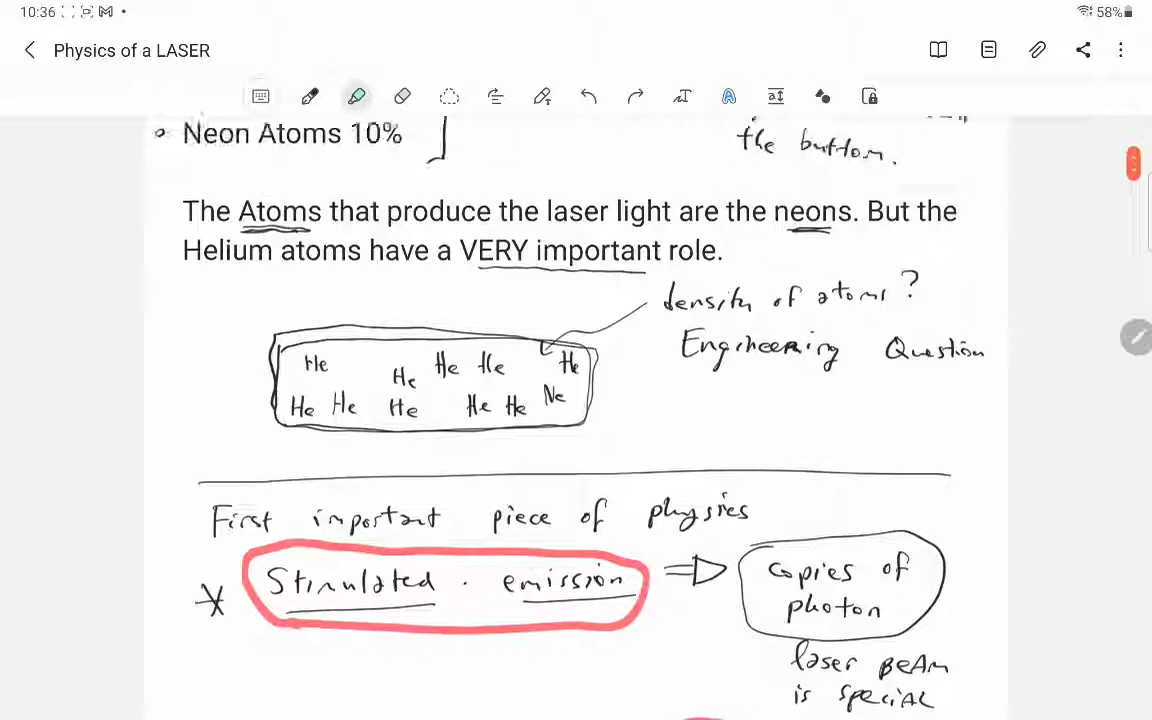 10:36 58%
Physics of a LASER
Neon Atoms 10%
the button.
The Atoms that produce the laser light are the neons. But the
Helium atoms have a VERY important role.
density of atoms?
Engineering Question
He He He He He
He He He He He Ne
First important piece of physics
Stimulated . emission
copies of
photon
laser BEAM
is SPECIAL